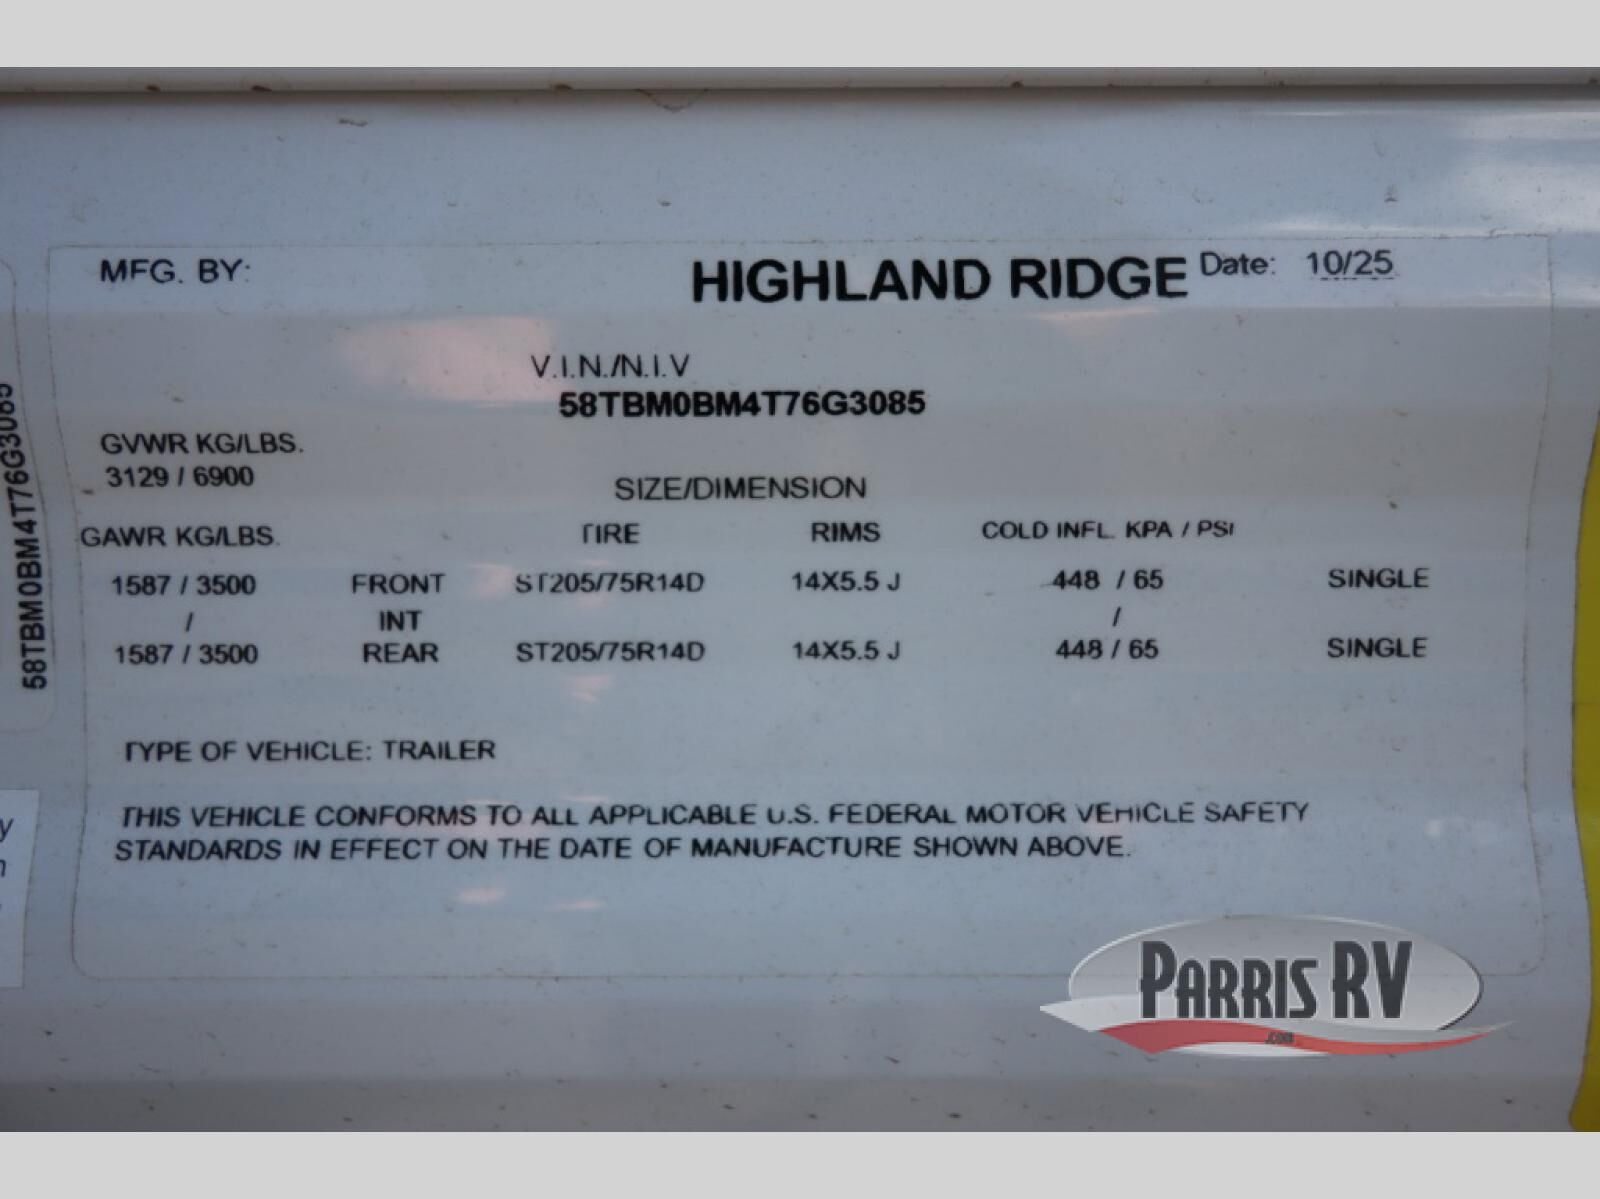 MFG. BY:
HIGHLAND RIDGE Date: 10/25
V.I.N./N.I.V
58TBM0BM4T76G3085
GVWR KG/LBS.
3129 / 6900
SIZE/DIMENSION
GAWR KG/LBS. TIRE RIMS COLD INFL. KPA / PSI
1587 / 3500 FRONT ST205/75R14D 14X5.5 J 448 / 65 SINGLE
/ INT /
1587 / 3500 REAR ST205/75R14D 14X5.5 J 448 / 65 SINGLE
TYPE OF VEHICLE: TRAILER
THIS VEHICLE CONFORMS TO ALL APPLICABLE U.S. FEDERAL MOTOR VEHICLE SAFETY
STANDARDS IN EFFECT ON THE DATE OF MANUFACTURE SHOWN ABOVE.
58TBM0BM4T76G3085
PARRIS RV
.COM